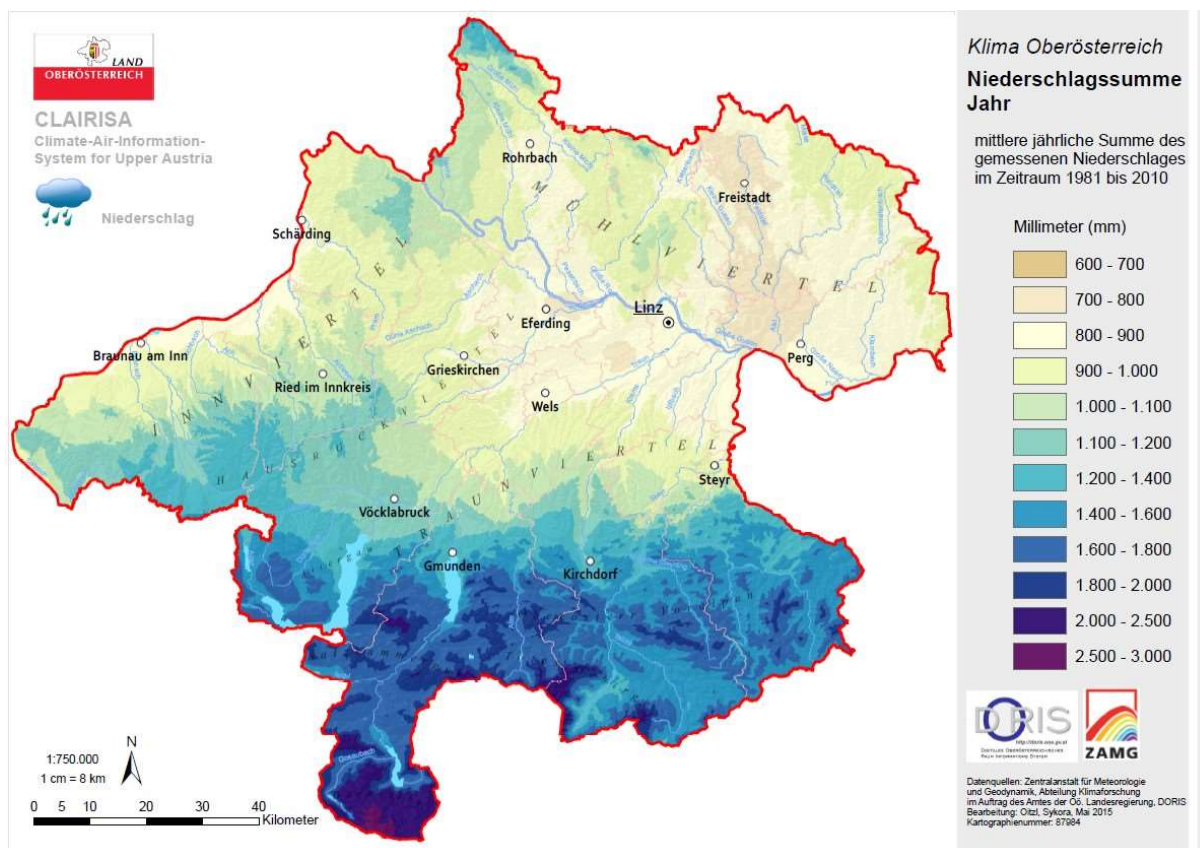 LAND
OBERÖSTERREICH
CLAIRISA
Climate-Air-Information-
System for Upper Austria
Niederschlag
Rohrbach
Freistadt
Schärding
MÜHLVIERTEL
Linz
Eferding
Braunau am Inn
Grieskirchen
Perg
Ried im Innkreis
INNVIERTEL
Wels
HAUSRUCKVIERTEL
TRAUNVIERTEL
Steyr
Vöcklabruck
Gmunden
Kirchdorf
1:750.000
1 cm = 8 km
N
0 5 10 20 30 40
Kilometer
Klima Oberösterreich
Niederschlagssumme
Jahr
mittlere jährliche Summe des
gemessenen Niederschlages
im Zeitraum 1981 bis 2010
Millimeter (mm)
600 - 700
700 - 800
800 - 900
900 - 1.000
1.000 - 1.100
1.100 - 1.200
1.200 - 1.400
1.400 - 1.600
1.600 - 1.800
1.800 - 2.000
2.000 - 2.500
2.500 - 3.000
DORIS
ZAMG
Datenquellen: Zentralanstalt für Meteorologie
und Geodynamik, Abteilung Klimaforschung
im Auftrag des Amtes der Oö. Landesregierung, DORIS
Bearbeitung: Oitzl, Sykora, Mai 2015
Kartographienummer: 87984